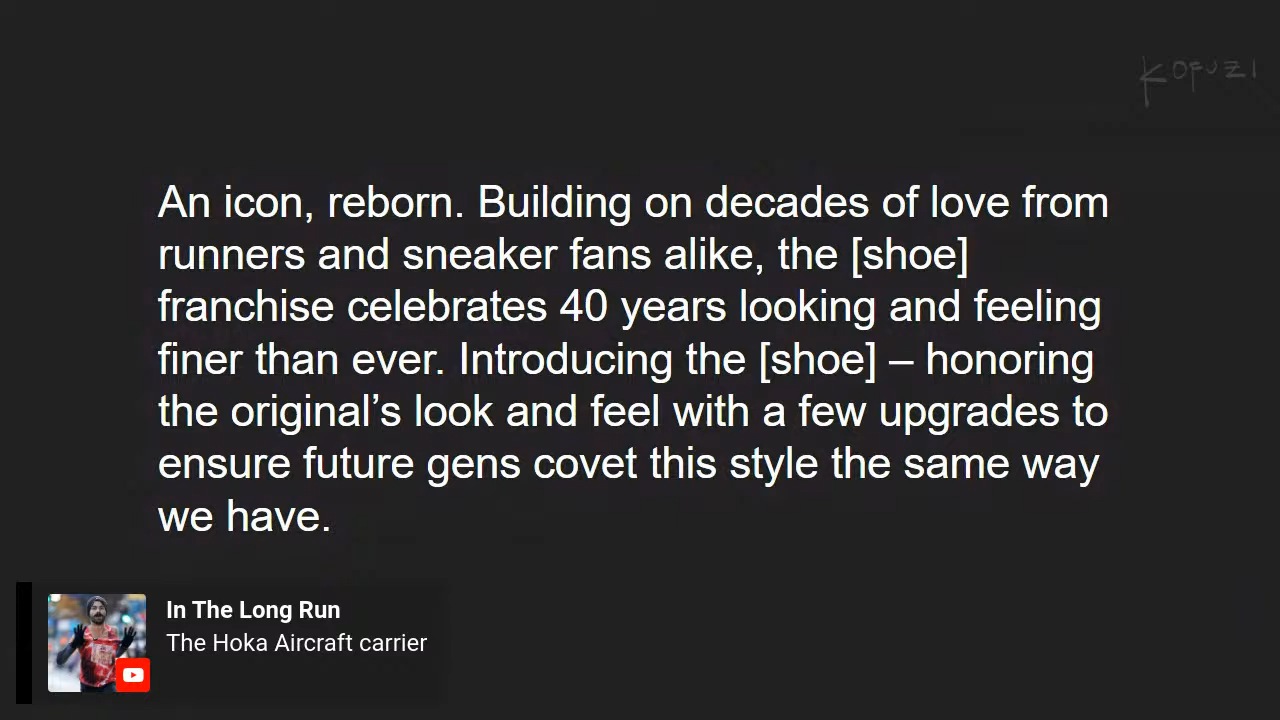 KOFUZI
An icon, reborn. Building on decades of love from
runners and sneaker fans alike, the [shoe]
franchise celebrates 40 years looking and feeling
finer than ever. Introducing the [shoe] – honoring
the original’s look and feel with a few upgrades to
ensure future gens covet this style the same way
we have.
In The Long Run
The Hoka Aircraft carrier